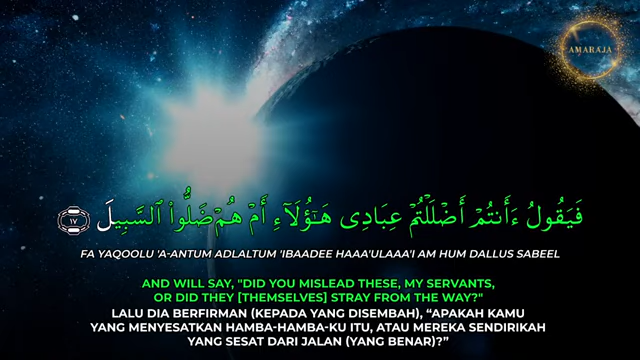 AMARAJA
فَيَقُولُ ءَأَنتُمْ أَضْلَلْتُمْ عِبَادِى هَـٰٓؤُلَآءِ أَمْ هُمْ ضَلُّوا۟ ٱلسَّبِيلَ ١٧
FA YAQOOLU 'A-ANTUM ADLALTUM 'IBAADEE HAAA'ULAAA'I AM HUM DALLUS SABEEL
AND WILL SAY, "DID YOU MISLEAD THESE, MY SERVANTS,
OR DID THEY [THEMSELVES] STRAY FROM THE WAY?"
LALU DIA BERFIRMAN (KEPADA YANG DISEMBAH), “APAKAH KAMU
YANG MENYESATKAN HAMBA-HAMBA-KU ITU, ATAU MEREKA SENDIRIKAH
YANG SESAT DARI JALAN (YANG BENAR)?”